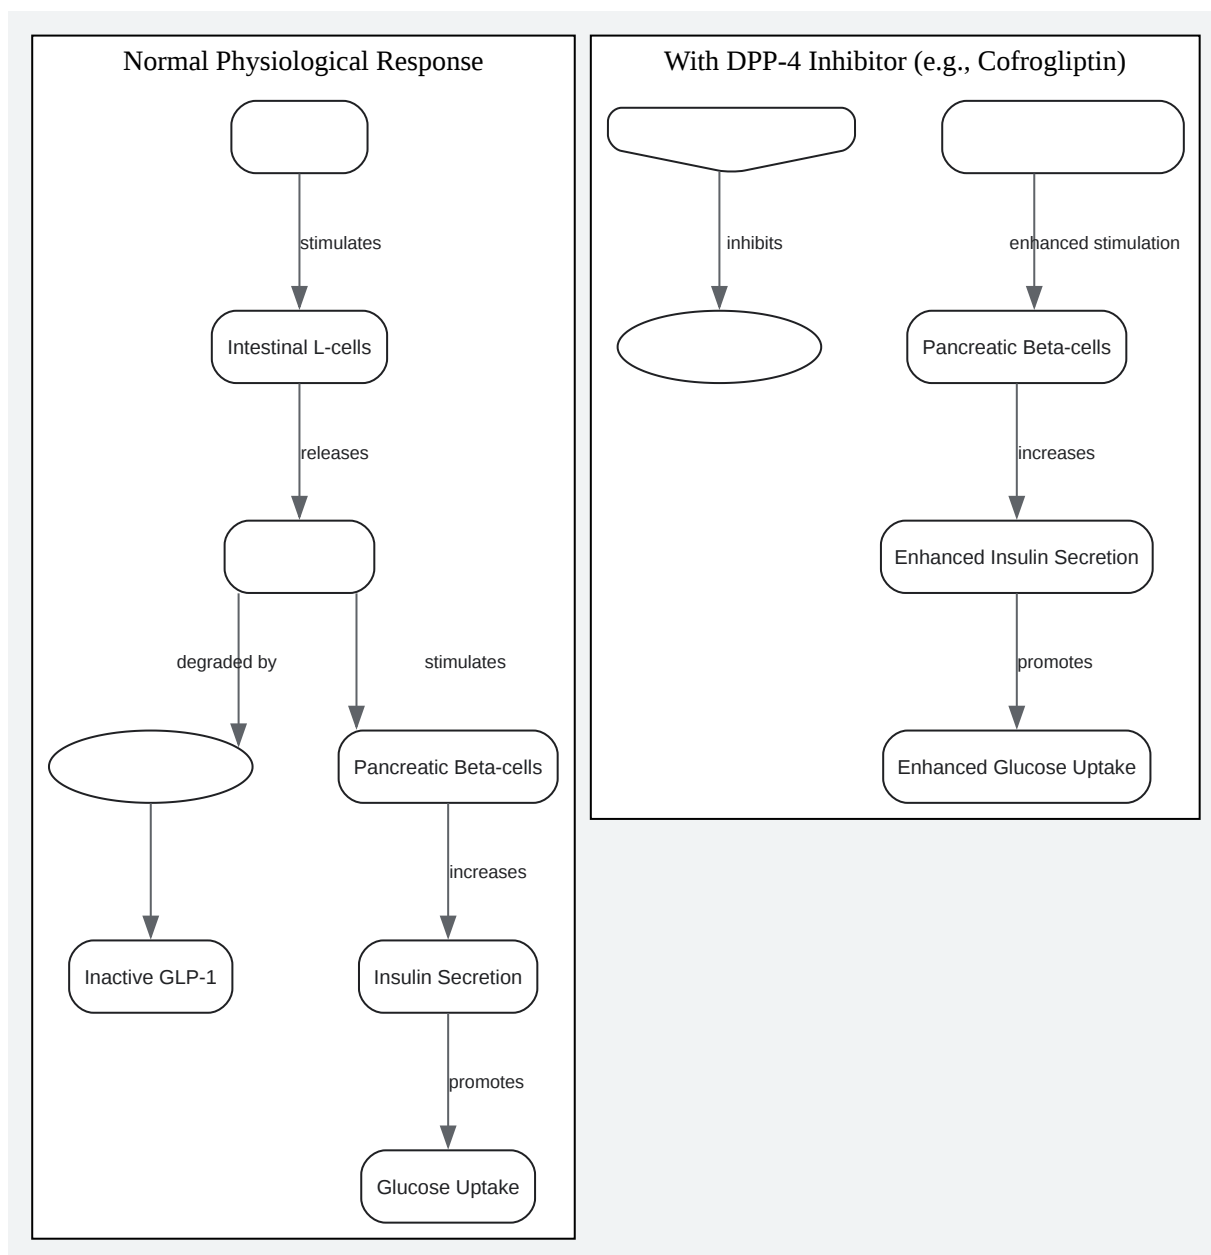 Normal Physiological Response
stimulates
Intestinal L-cells
releases
degraded by
stimulates
Pancreatic Beta-cells
increases
Inactive GLP-1
Insulin Secretion
promotes
Glucose Uptake
With DPP-4 Inhibitor (e.g., Cofrogliptin)
inhibits
enhanced stimulation
Pancreatic Beta-cells
increases
Enhanced Insulin Secretion
promotes
Enhanced Glucose Uptake